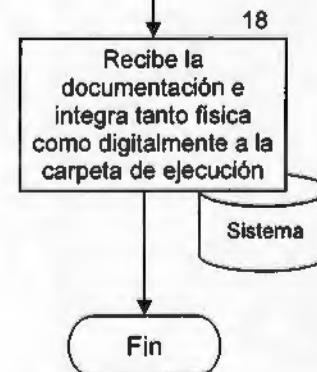 18
Recibe la
documentación e
integra tanto física
como digitalmente a la
carpeta de ejecución
Sistema
Fin